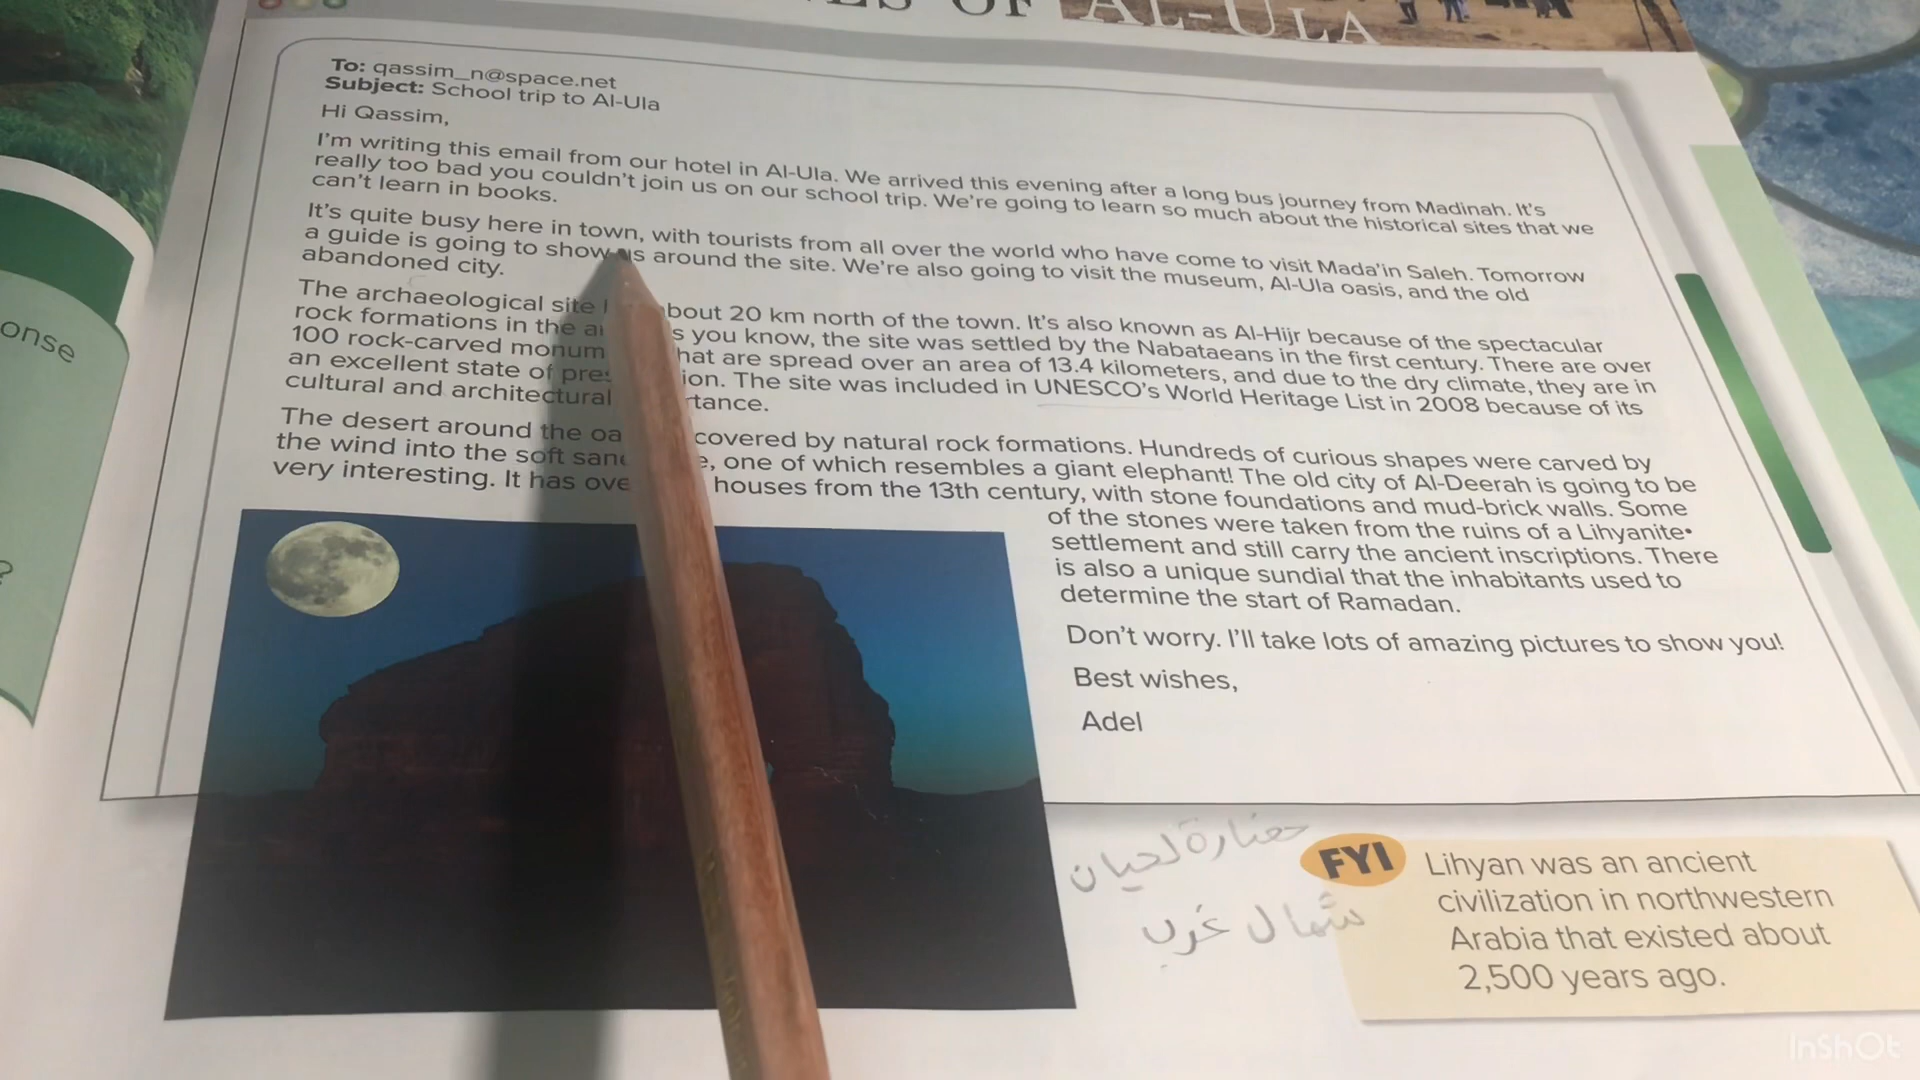 OF AL-ULA
To: qassim_n@space.net
Subject: School trip to Al-Ula
Hi Qassim,
I'm writing this email from our hotel in Al-Ula. We arrived this evening after a long bus journey from Madinah. It's
really too bad you couldn't join us on our school trip. We're going to learn so much about the historical sites that we
can't learn in books.
It's quite busy here in town, with tourists from all over the world who have come to visit Mada'in Saleh. Tomorrow
a guide is going to show us around the site. We're also going to visit the museum, Al-Ula oasis, and the old
abandoned city.
The archaeological site about 20 km north of the town. It's also known as Al-Hijr because of the spectacular
rock formations in the you know, the site was settled by the Nabataeans in the first century. There are over
100 rock-carved that are spread over an area of 13.4 kilometers, and due to the dry climate, they are in
an excellent state of The site was included in UNESCO's World Heritage List in 2008 because of its
cultural and architectural
The desert around the covered by natural rock formations. Hundreds of curious shapes were carved by
the wind into the soft one of which resembles a giant elephant! The old city of Al-Deerah is going to be
very interesting. It has houses from the 13th century, with stone foundations and mud-brick walls. Some
of the stones were taken from the ruins of a Lihyanite•
settlement and still carry the ancient inscriptions. There
is also a unique sundial that the inhabitants used to
determine the start of Ramadan.
Don't worry. I'll take lots of amazing pictures to show you!
Best wishes,
Adel
onse
?
حضارة لحيان
شمال غرب
FYI Lihyan was an ancient
civilization in northwestern
Arabia that existed about
2,500 years ago.
InShOt